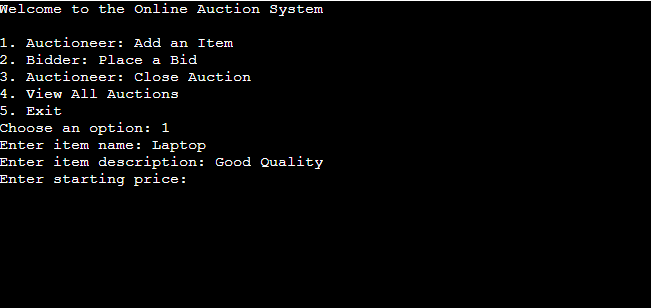 Welcome to the Online Auction System
1. Auctioneer: Add an Item
2. Bidder: Place a Bid
3. Auctioneer: Close Auction
4. View All Auctions
5. Exit
Choose an option: 1
Enter item name: Laptop
Enter item description: Good Quality
Enter starting price: